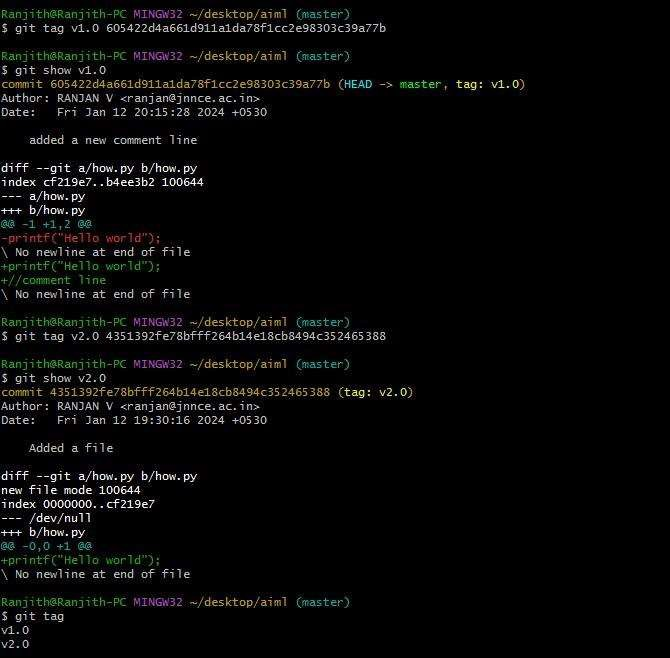 Ranjith@Ranjith-PC MINGW32 ~/desktop/aiml (master)
$ git tag v1.0 605422d4a661d911a1da78f1cc2e98303c39a77b
Ranjith@Ranjith-PC MINGW32 ~/desktop/aiml (master)
$ git show v1.0
commit 605422d4a661d911a1da78f1cc2e98303c39a77b (HEAD -> master, tag: v1.0)
Author: RANJAN V <ranjan@jnnce.ac.in>
Date:   Fri Jan 12 20:15:28 2024 +0530
    added a new comment line
diff --git a/how.py b/how.py
index cf219e7..b4ee3b2 100644
--- a/how.py
+++ b/how.py
@@ -1 +1,2 @@
-printf("Hello world");
\ No newline at end of file
+printf("Hello world");
+//comment line
\ No newline at end of file
Ranjith@Ranjith-PC MINGW32 ~/desktop/aiml (master)
$ git tag v2.0 4351392fe78bfff264b14e18cb8494c352465388
Ranjith@Ranjith-PC MINGW32 ~/desktop/aiml (master)
$ git show v2.0
commit 4351392fe78bfff264b14e18cb8494c352465388 (tag: v2.0)
Author: RANJAN V <ranjan@jnnce.ac.in>
Date:   Fri Jan 12 19:30:16 2024 +0530
    Added a file
diff --git a/how.py b/how.py
new file mode 100644
index 0000000..cf219e7
--- /dev/null
+++ b/how.py
@@ -0,0 +1 @@
+printf("Hello world");
\ No newline at end of file
Ranjith@Ranjith-PC MINGW32 ~/desktop/aiml (master)
$ git tag
v1.0
v2.0